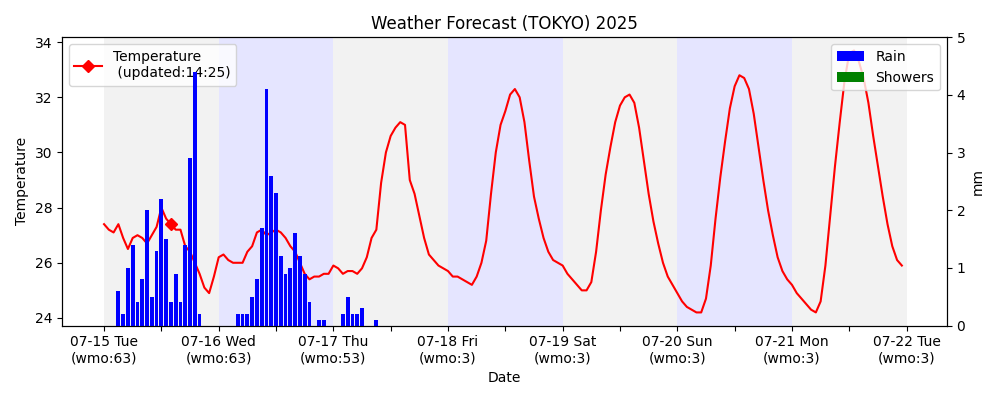 Weather Forecast (TOKYO) 2025
Temperature
(updated:14:25)
Rain
Showers
Temperature
34
32
30
28
26
24
5
4
3
2
1
0
mm
07-15 Tue 07-16 Wed 07-17 Thu 07-18 Fri 07-19 Sat 07-20 Sun 07-21 Mon 07-22 Tue
(wmo:63) (wmo:63) (wmo:53) (wmo:3) (wmo:3) (wmo:3) (wmo:3) (wmo:3)
Date